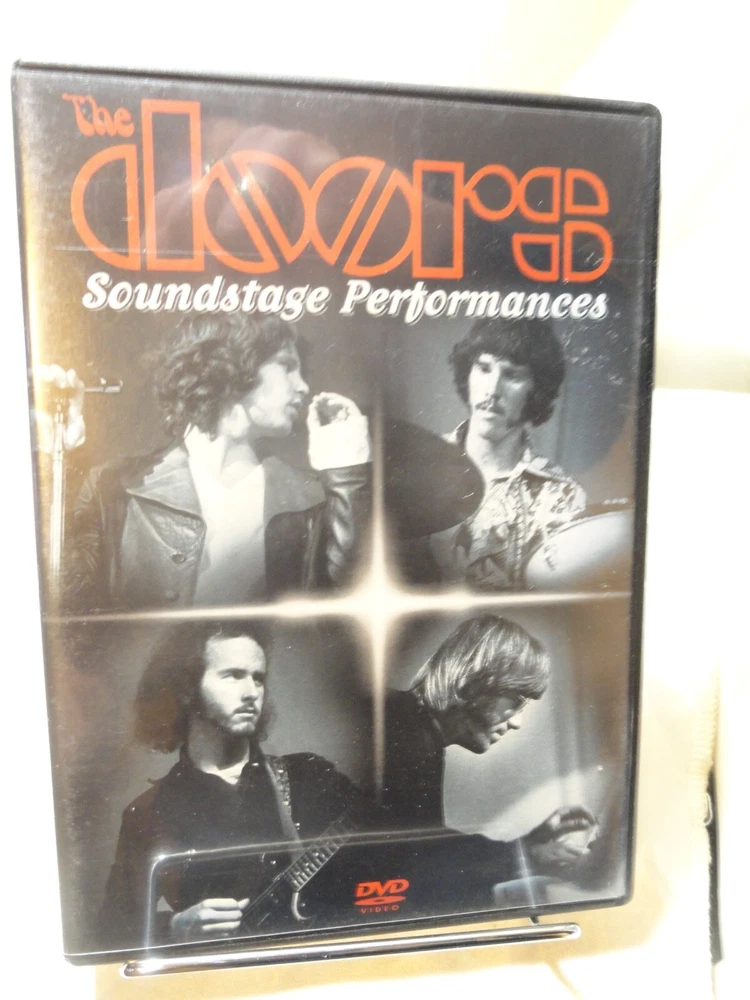 The
doors
Soundstage Performances
DVD
VIDEO